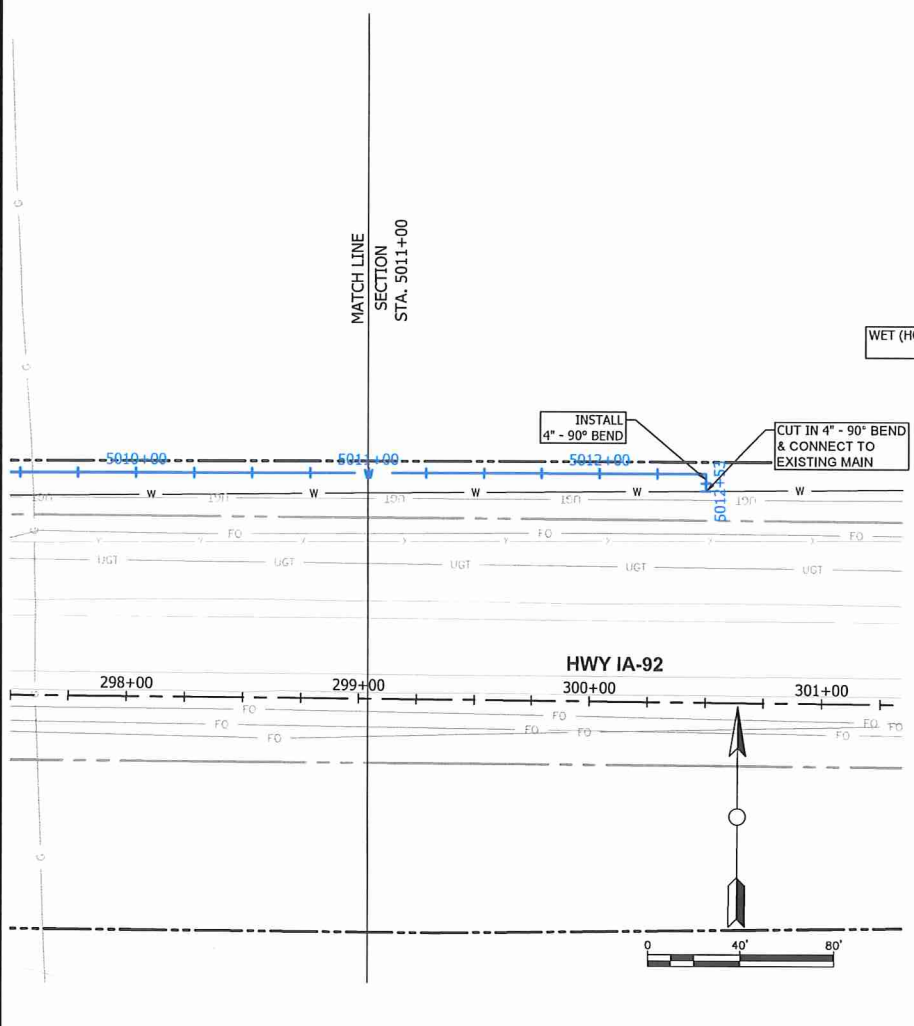 MATCH LINE
SECTION
STA. 5011+00
WET (H
INSTALL
4" - 90° BEND
CUT IN 4" - 90° BEND
& CONNECT TO
EXISTING MAIN
5010+00
5011+00
5012+00
5012+53
W
W
W
W
W
FO
FO
FO
UGT
UGT
UGT
UGT
UGT
G
G
G
G
G
HWY IA-92
298+00
299+00
300+00
301+00
FO
FO
FO
FO
FO
FO
FO
FO
FO
0
40'
80'